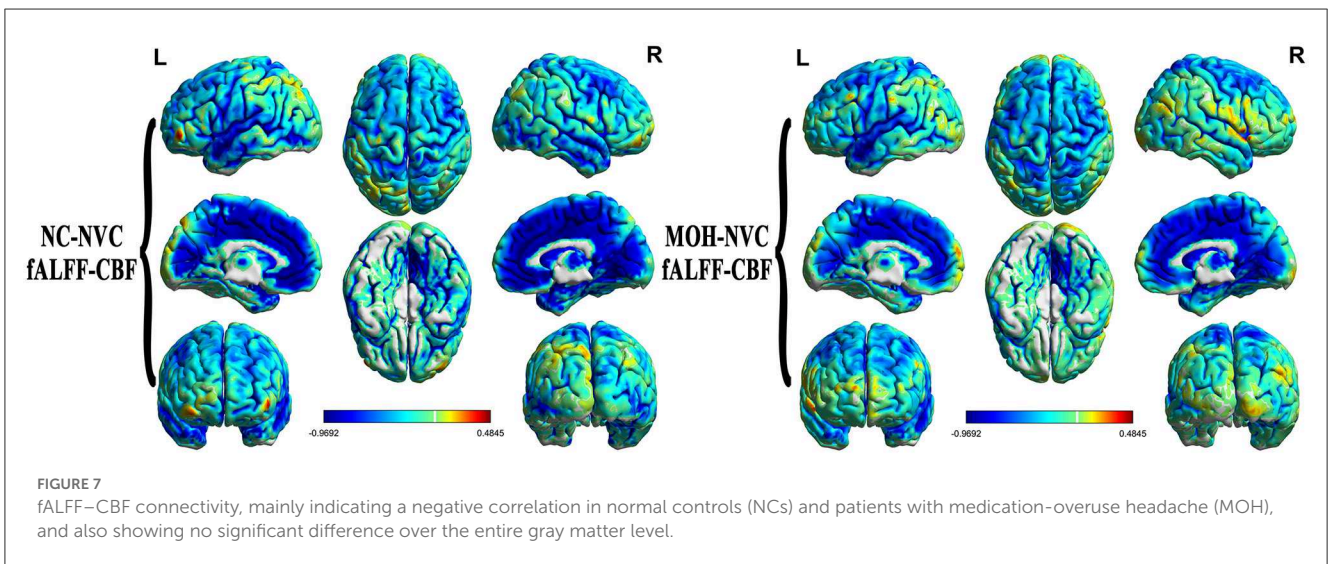 L
R
NC-NVC
fALFF-CBF
-0.9692
0.4845
L
R
MOH-NVC
fALFF-CBF
-0.9692
0.4845
FIGURE 7
fALFF–CBF connectivity, mainly indicating a negative correlation in normal controls (NCs) and patients with medication-overuse headache (MOH),
and also showing no significant difference over the entire gray matter level.